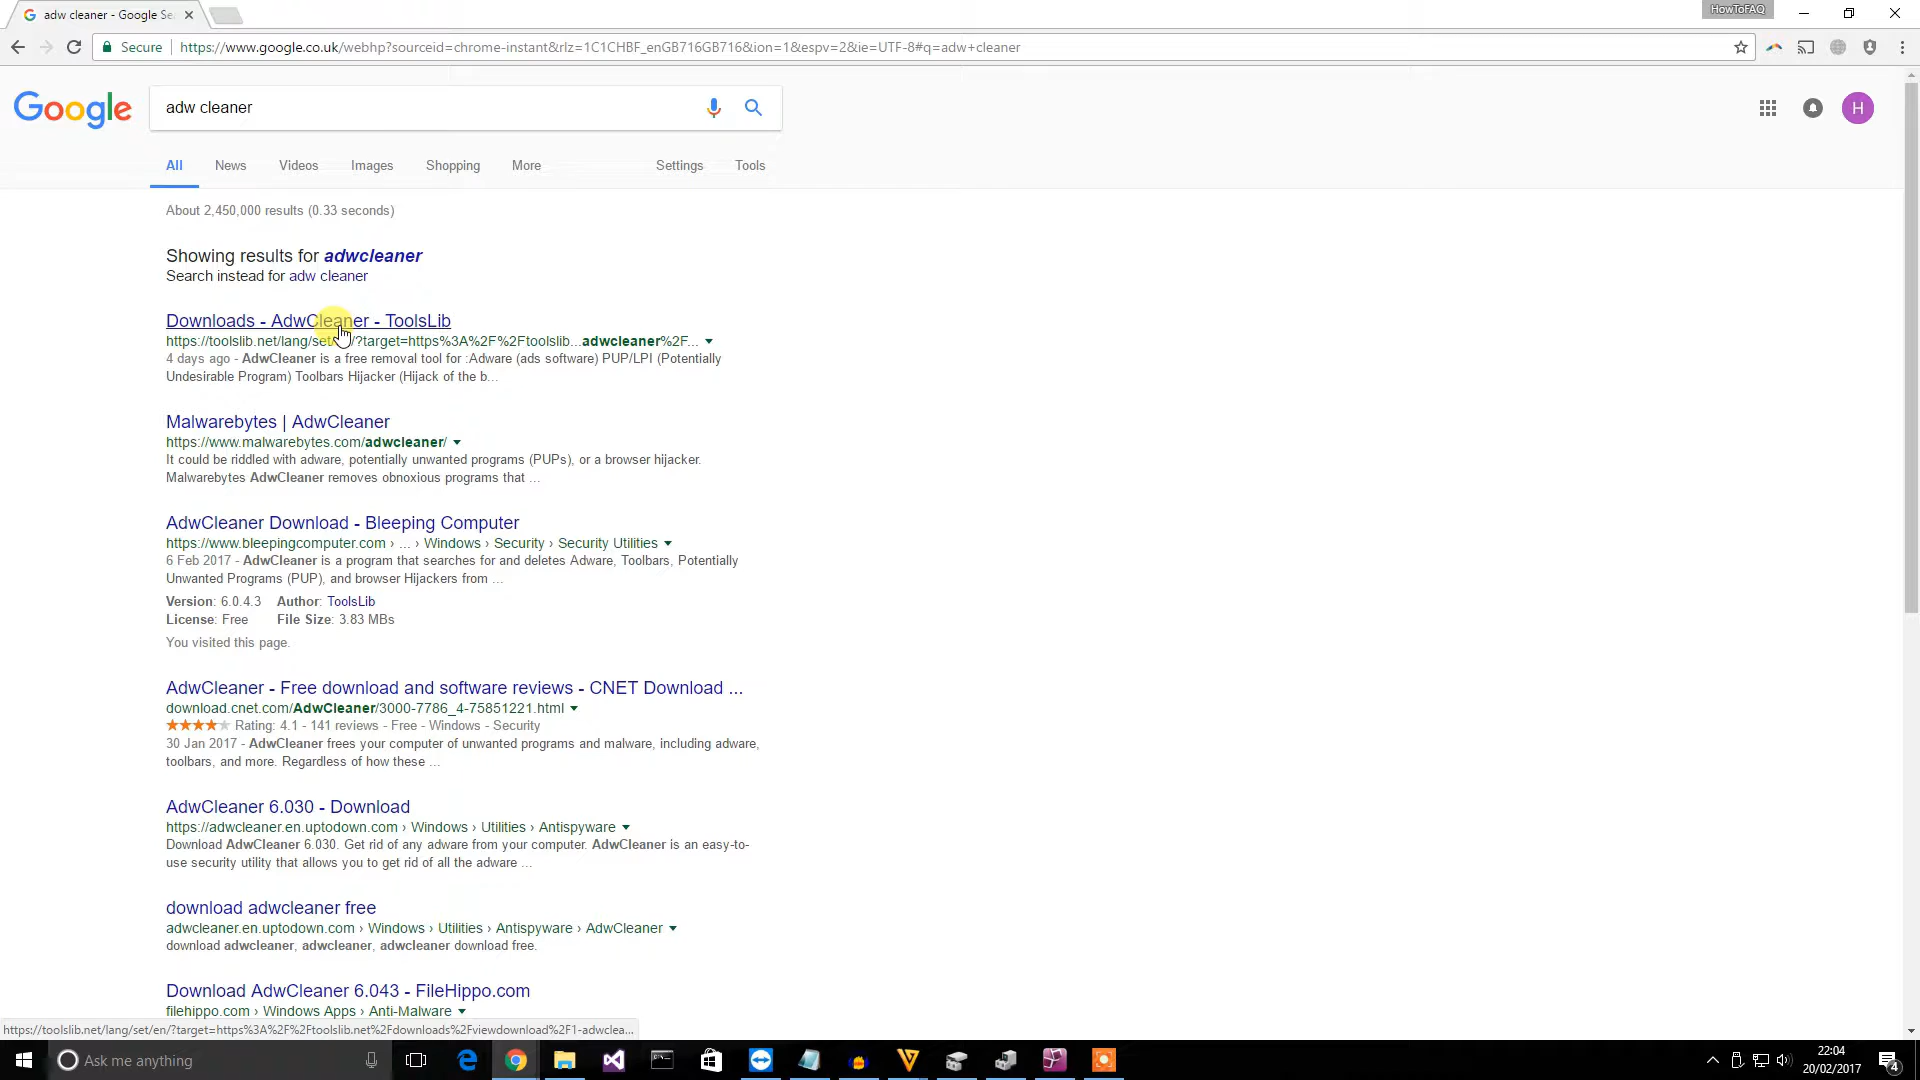 adw cleaner - Google Se
HowToFAQ
Secure https://www.google.co.uk/webhp?sourceid=chrome-instant&rlz=1C1CHBF_enGB716GB716&ion=1&espv=2&ie=UTF-8#q=adw+cleaner
Google
adw cleaner
H
All News Videos Images Shopping More Settings Tools
About 2,450,000 results (0.33 seconds)
Showing results for adwcleaner
Search instead for adw cleaner
Downloads - AdwCleaner - ToolsLib
https://toolslib.net/lang/set/ /?target=https%3A%2F%2Ftoolslib...adwcleaner%2F...
4 days ago - AdwCleaner is a free removal tool for :Adware (ads software) PUP/LPI (Potentially
Undesirable Program) Toolbars Hijacker (Hijack of the b...
Malwarebytes | AdwCleaner
https://www.malwarebytes.com/adwcleaner/
It could be riddled with adware, potentially unwanted programs (PUPs), or a browser hijacker.
Malwarebytes AdwCleaner removes obnoxious programs that ...
AdwCleaner Download - Bleeping Computer
https://www.bleepingcomputer.com › ... › Windows › Security › Security Utilities
6 Feb 2017 - AdwCleaner is a program that searches for and deletes Adware, Toolbars, Potentially
Unwanted Programs (PUP), and browser Hijackers from ...
Version: 6.0.4.3 Author: ToolsLib
License: Free File Size: 3.83 MBs
You visited this page.
AdwCleaner - Free download and software reviews - CNET Download ...
download.cnet.com/AdwCleaner/3000-7786_4-75851221.html
Rating: 4.1 - 141 reviews - Free - Windows - Security
30 Jan 2017 - AdwCleaner frees your computer of unwanted programs and malware, including adware,
toolbars, and more. Regardless of how these ...
AdwCleaner 6.030 - Download
https://adwcleaner.en.uptodown.com › Windows › Utilities › Antispyware
Download AdwCleaner 6.030. Get rid of any adware from your computer. AdwCleaner is an easy-to-
use security utility that allows you to get rid of all the adware ...
download adwcleaner free
adwcleaner.en.uptodown.com › Windows › Utilities › Antispyware › AdwCleaner
download adwcleaner, adwcleaner, adwcleaner download free.
Download AdwCleaner 6.043 - FileHippo.com
filehippo.com › Windows Apps › Anti-Malware
https://toolslib.net/lang/set/en/?target=https%3A%2F%2Ftoolslib.net%2Fdownloads%2Fviewdownload%2F1-adwclea...
Ask me anything
22:04
20/02/2017
4